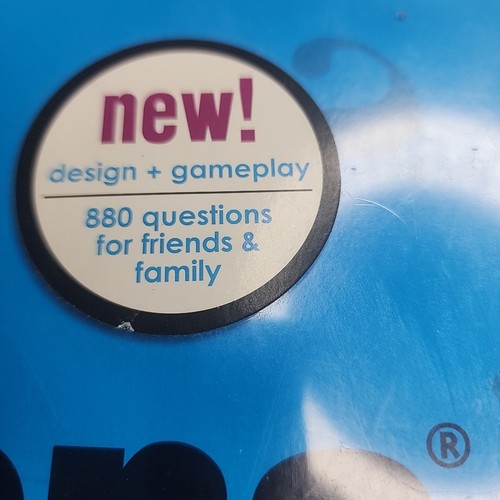 new!
design + gameplay
880 questions
for friends &
family
®